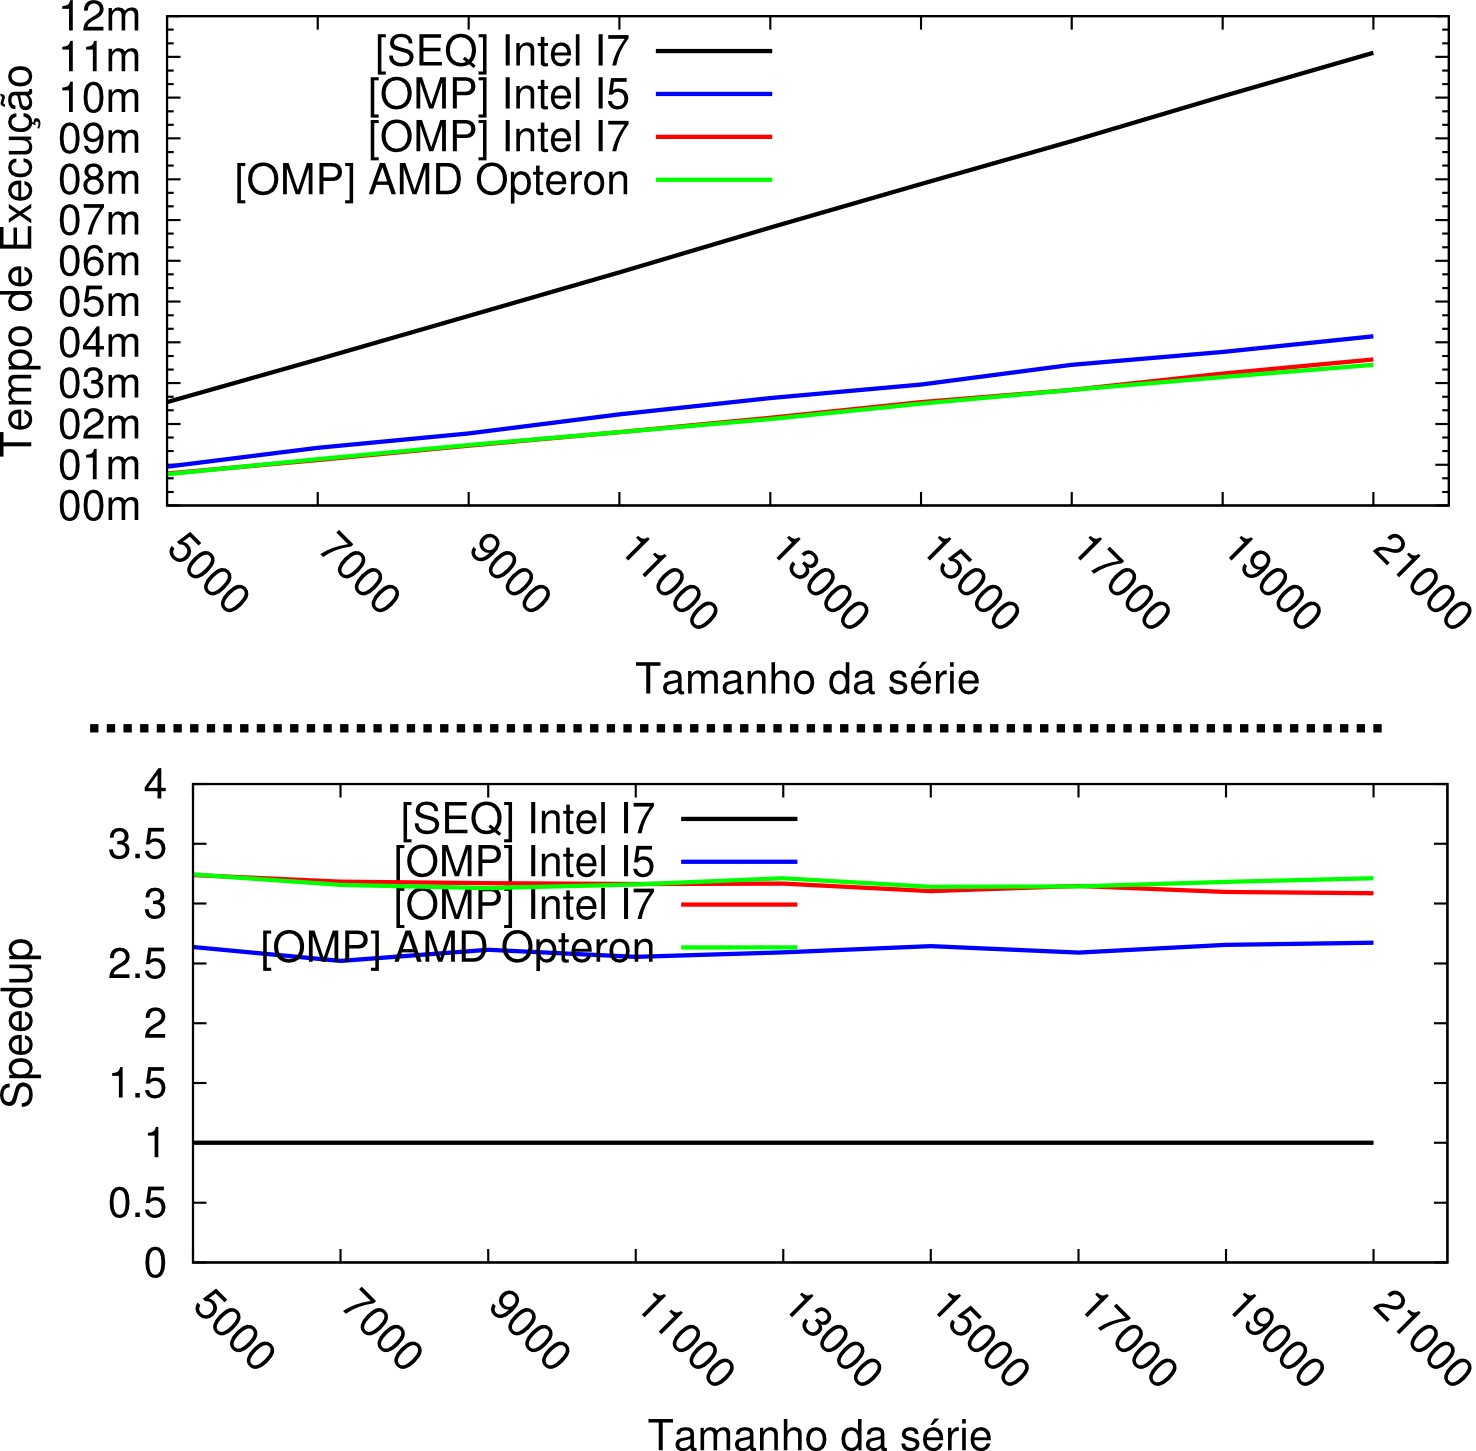 Tempo de Execução
12m
11m
10m
09m
08m
07m
06m
05m
04m
03m
02m
01m
00m
[SEQ] Intel I7
[OMP] Intel I5
[OMP] Intel I7
[OMP] AMD Opteron
5000
7000
9000
11000
13000
15000
17000
19000
21000
Tamanho da série
Speedup
4
3.5
3
2.5
2
1.5
1
0.5
0
[SEQ] Intel I7
[OMP] Intel I5
[OMP] Intel I7
[OMP] AMD Opteron
5000
7000
9000
11000
13000
15000
17000
19000
21000
Tamanho da série